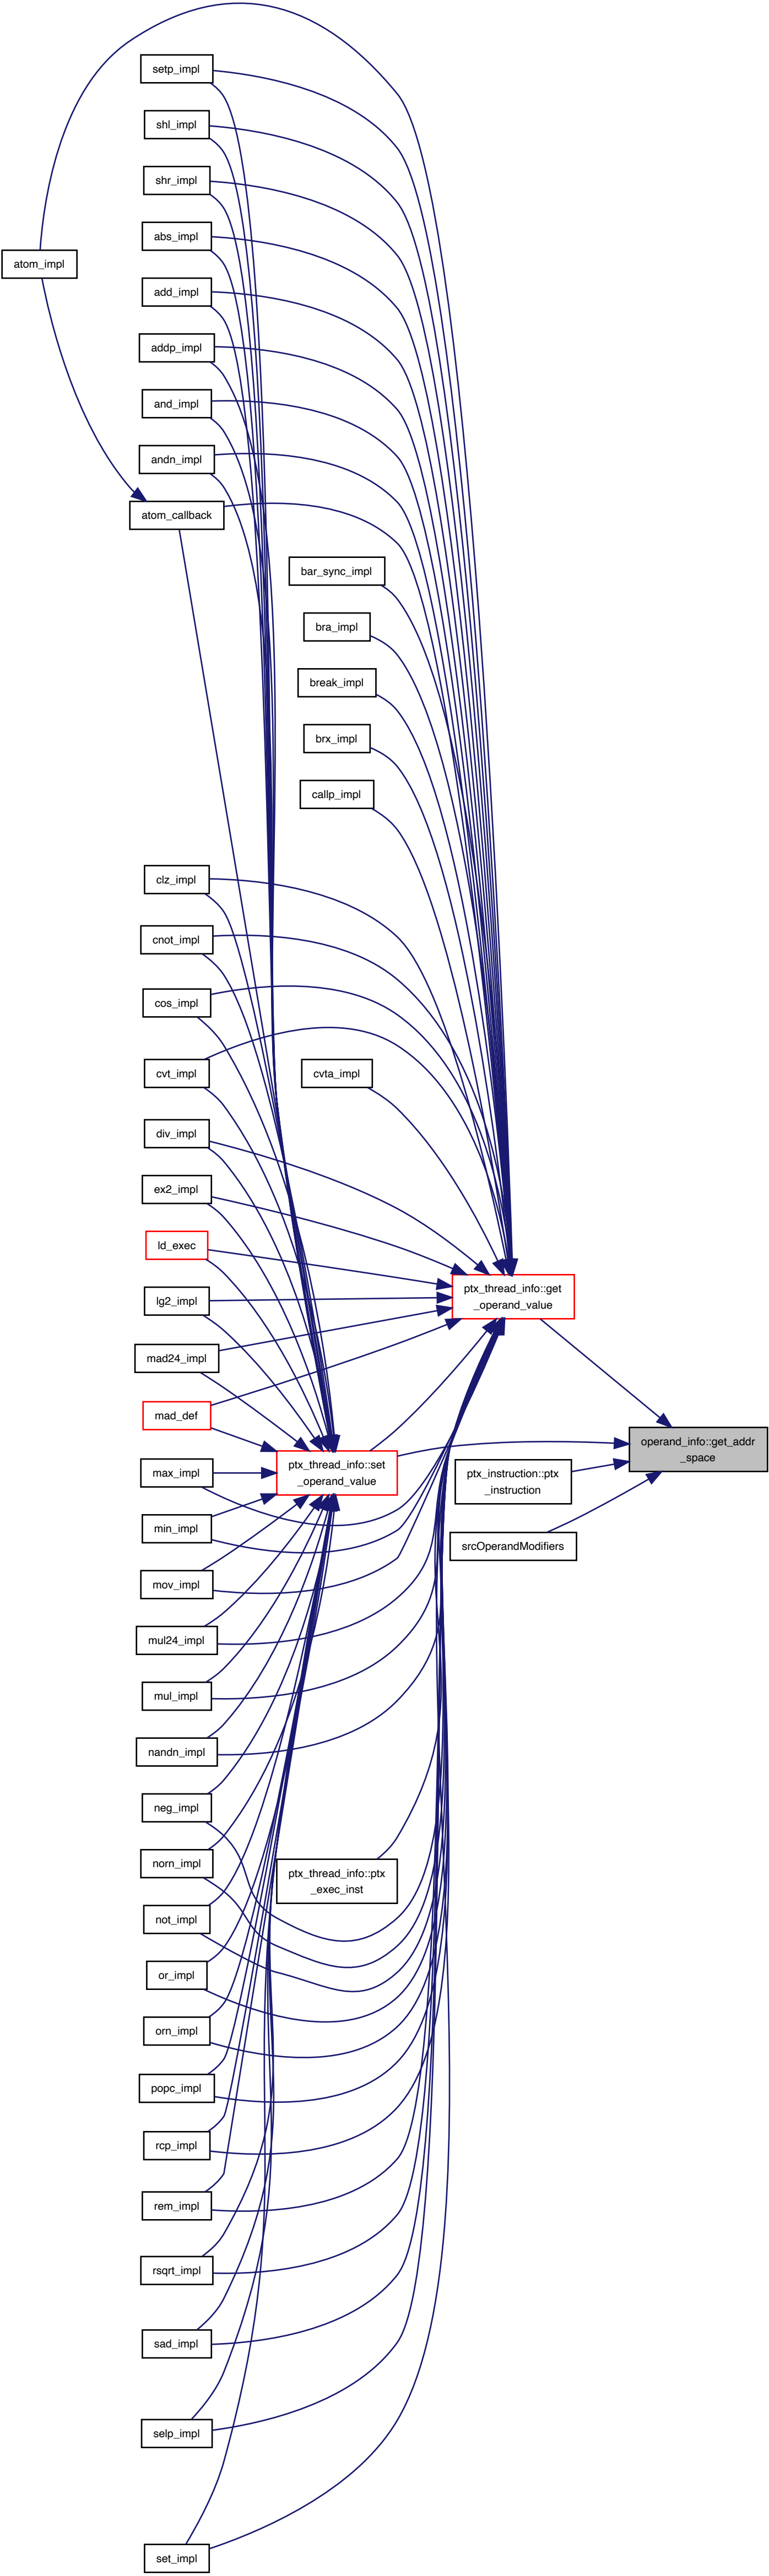 setp_impl
shl_impl
shr_impl
abs_impl
atom_impl
add_impl
addp_impl
and_impl
andn_impl
atom_callback
bar_sync_impl
bra_impl
break_impl
brx_impl
callp_impl
clz_impl
cnot_impl
cos_impl
cvt_impl
cvta_impl
div_impl
ex2_impl
ld_exec
ptx_thread_info::get
_operand_value
lg2_impl
mad24_impl
mad_def
operand_info::get_addr
_space
ptx_thread_info::set
_operand_value
max_impl
ptx_instruction::ptx
_instruction
min_impl
srcOperandModifiers
mov_impl
mul24_impl
mul_impl
nandn_impl
neg_impl
norn_impl
ptx_thread_info::ptx
_exec_inst
not_impl
or_impl
orn_impl
popc_impl
rcp_impl
rem_impl
rsqrt_impl
sad_impl
selp_impl
set_impl